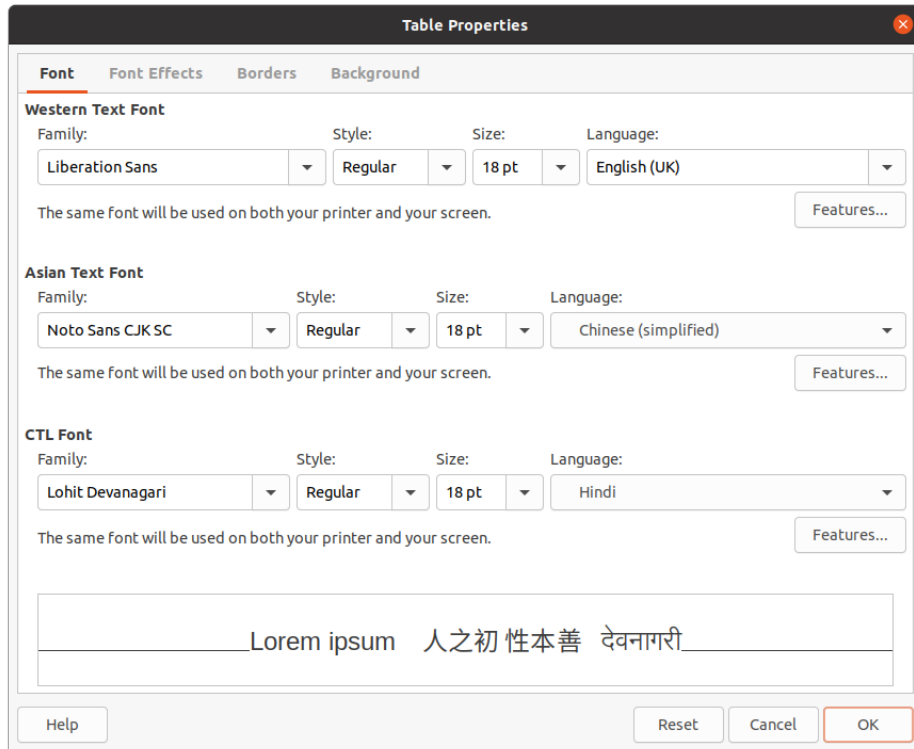 Table Properties
Font Font Effects Borders Background
Western Text Font
Family: Style: Size: Language:
Liberation Sans Regular 18 pt English (UK)
The same font will be used on both your printer and your screen. Features...
Asian Text Font
Family: Style: Size: Language:
Noto Sans CJK SC Regular 18 pt Chinese (simplified)
The same font will be used on both your printer and your screen. Features...
CTL Font
Family: Style: Size: Language:
Lohit Devanagari Regular 18 pt Hindi
The same font will be used on both your printer and your screen. Features...
Lorem ipsum 人之初 性本善 देवनागरी
Help Reset Cancel OK